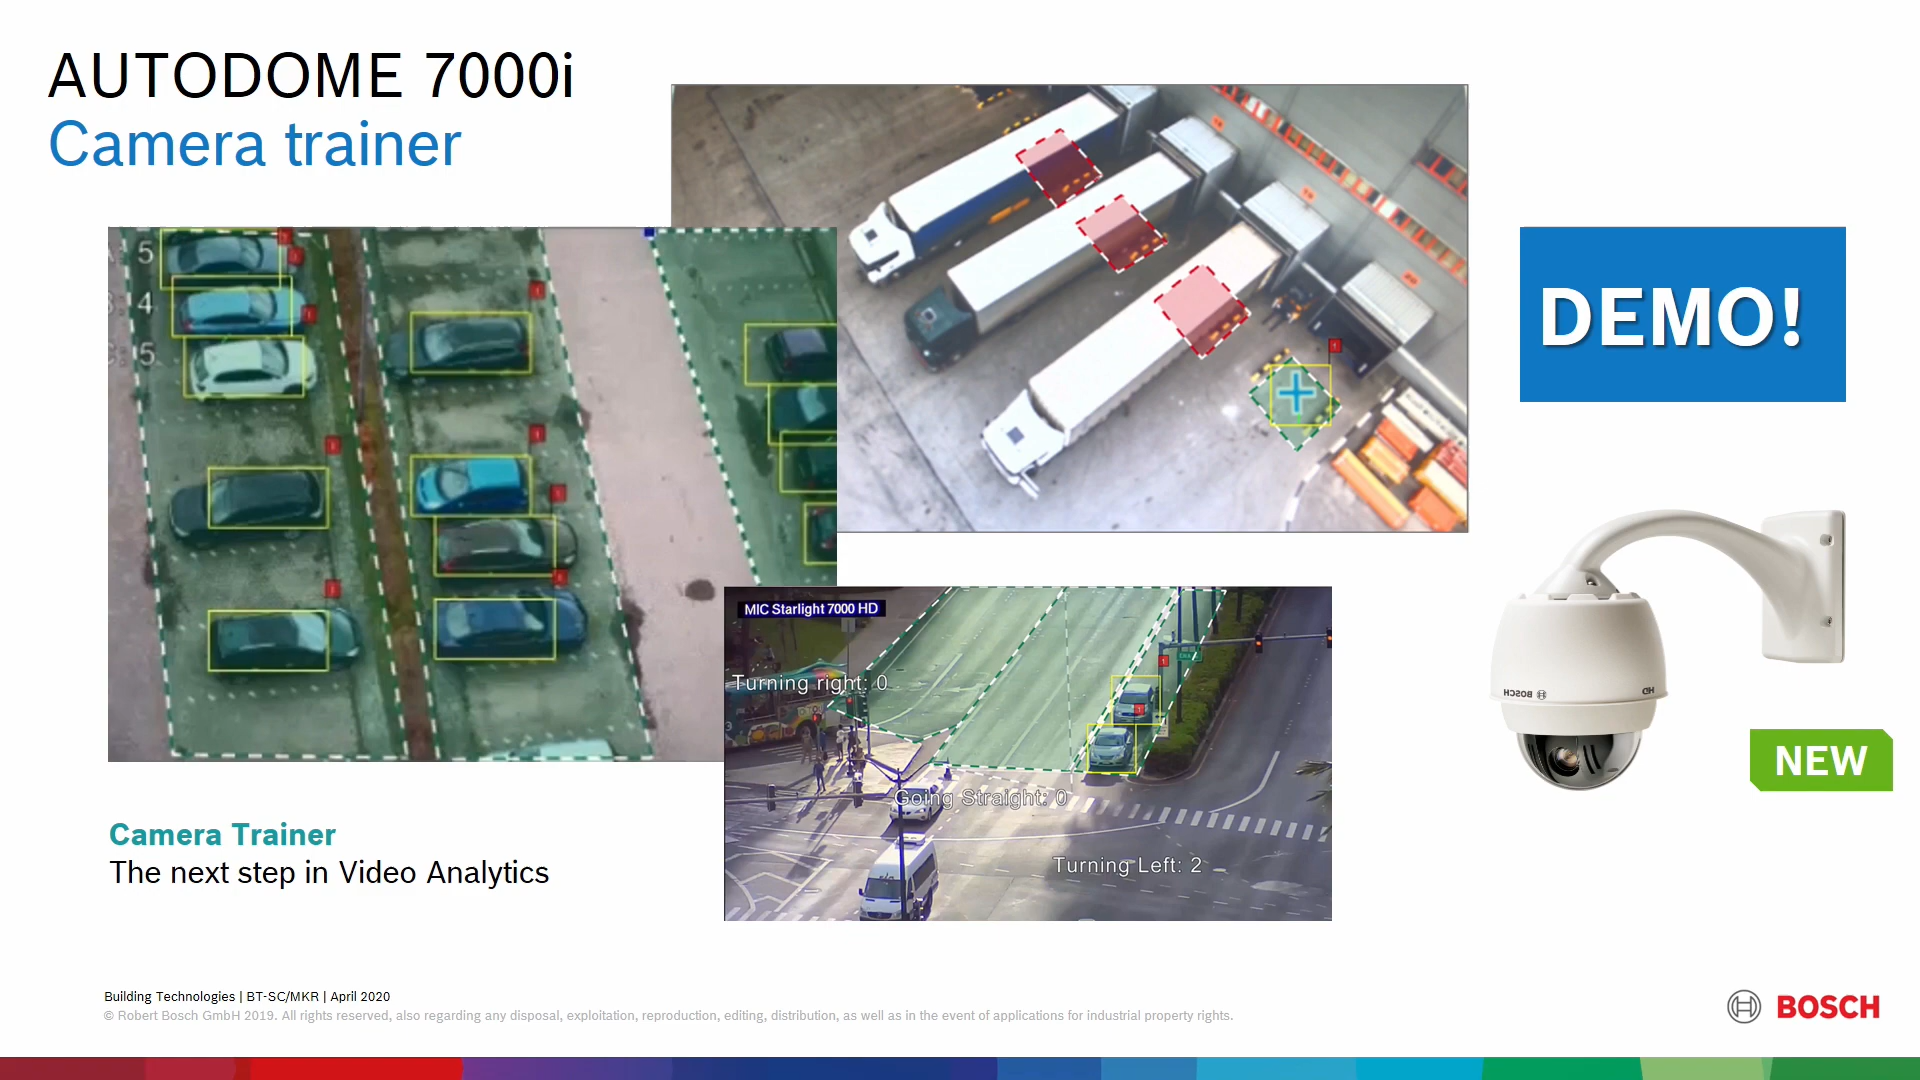 AUTODOME 7000i
Camera trainer
5
4
5
DEMO!
MIC Starlight 7000 HD
Turning right: 0
Going Straight: 0
Turning Left: 2
BOSCH
HD
NEW
Camera Trainer
The next step in Video Analytics
Building Technologies | BT-SC/MKR | April 2020
© Robert Bosch GmbH 2019. All rights reserved, also regarding any disposal, exploitation, reproduction, editing, distribution, as well as in the event of applications for industrial property rights.
BOSCH